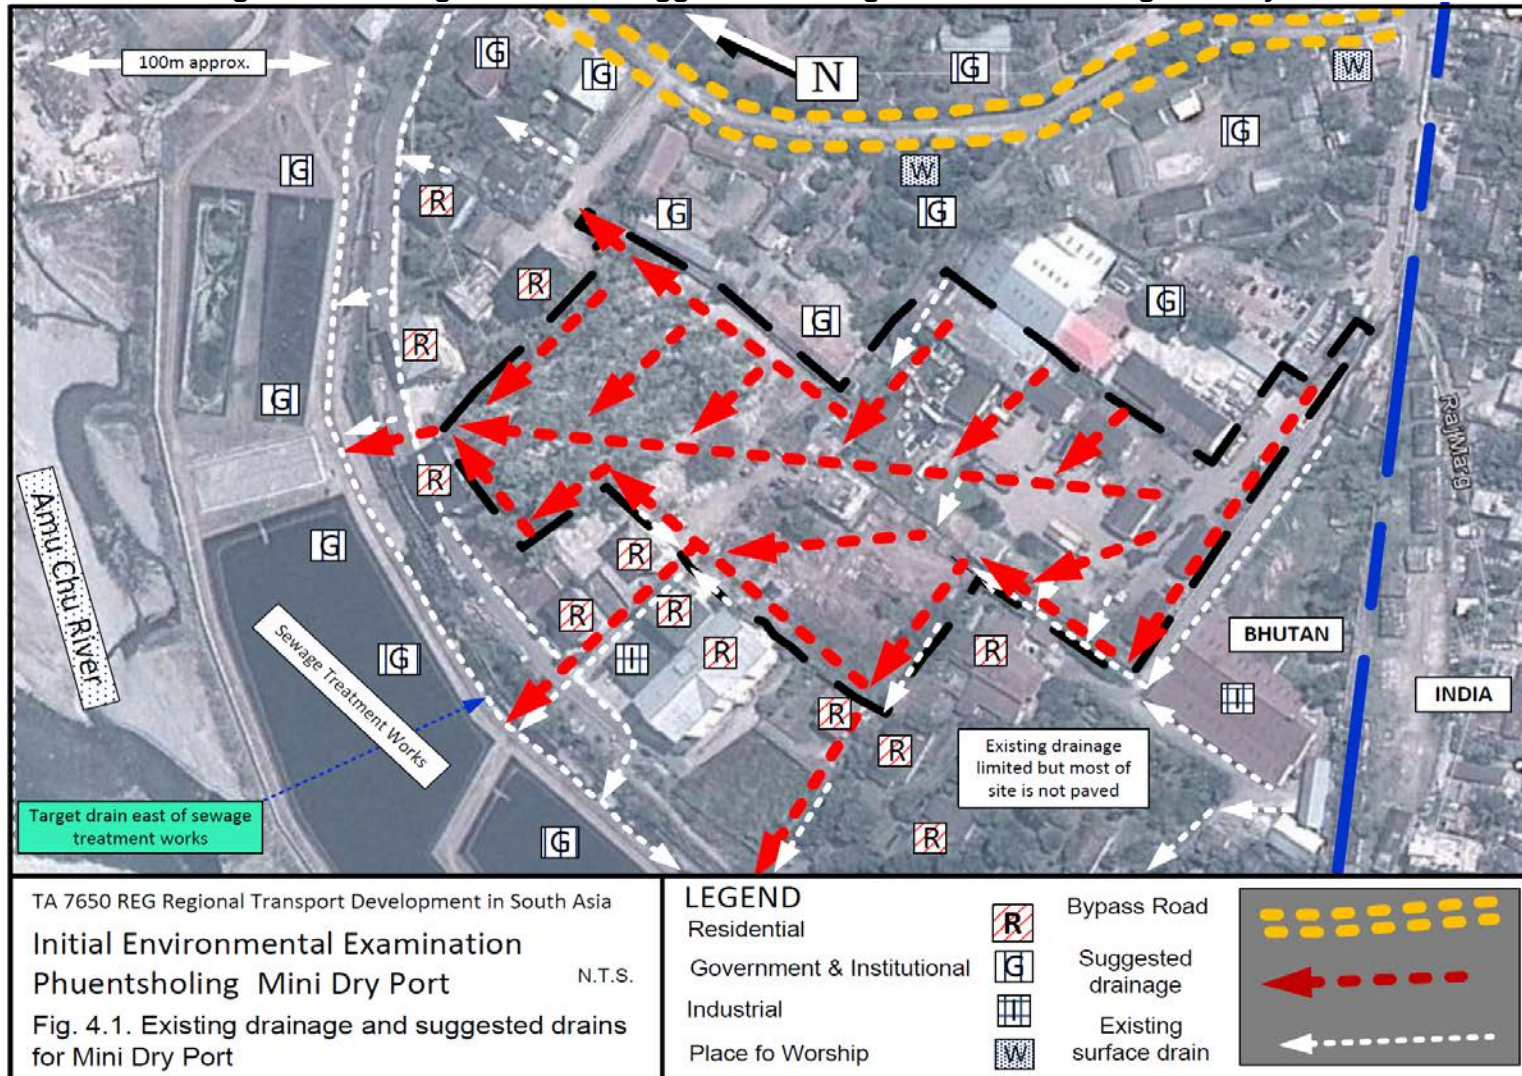 100m approx.
N
G
G
G
W
G
G
W
R
G
G
R
G
G
R
G
RajMarg
R
G
R
R
R
R
I
R
R
G
R
R
I
R
G
Amu Chu River
Sewage Treatment Works
BHUTAN
INDIA
Existing drainage
limited but most of
site is not paved
Target drain east of sewage
treatment works
TA 7650 REG Regional Transport Development in South Asia
Initial Environmental Examination
Phuentsholing Mini Dry Port
N.T.S.
Fig. 4.1. Existing drainage and suggested drains
for Mini Dry Port
LEGEND
Residential
R
Government & Institutional
G
Industrial
I
Place fo Worship
W
Bypass Road
Suggested
drainage
Existing
surface drain